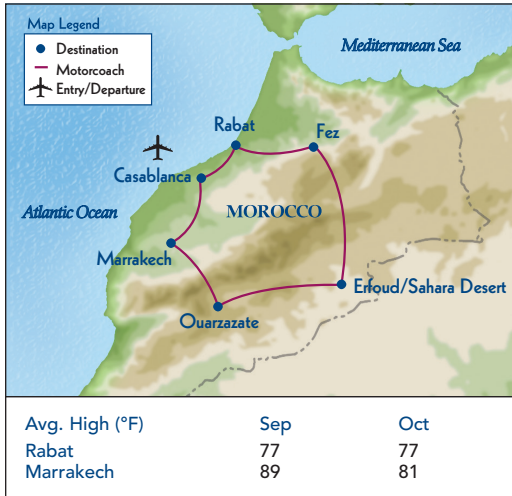 Map Legend
Destination
Motorcoach
Entry/Departure
Mediterranean Sea
Rabat
Fez
Casablanca
Atlantic Ocean
MOROCCO
Marrakech
Erfoud/Sahara Desert
Ouarzazate
Avg. High (°F) Sep Oct
Rabat 77 77
Marrakech 89 81